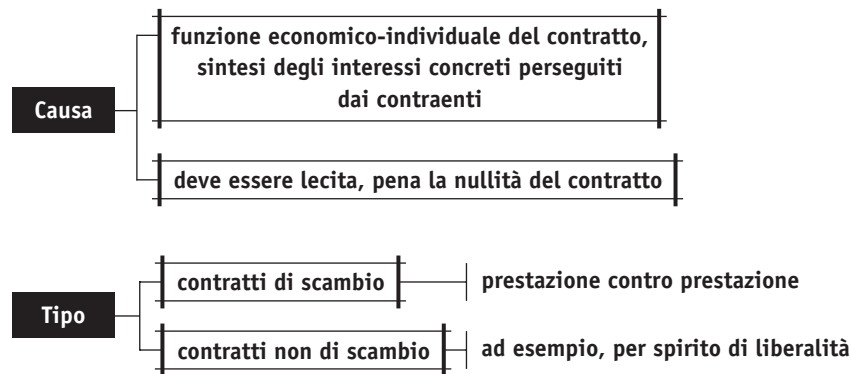 Causa
funzione economico-individuale del contratto,
sintesi degli interessi concreti perseguiti
dai contraenti
deve essere lecita, pena la nullità del contratto
Tipo
contratti di scambio
prestazione contro prestazione
contratti non di scambio
ad esempio, per spirito di liberalità